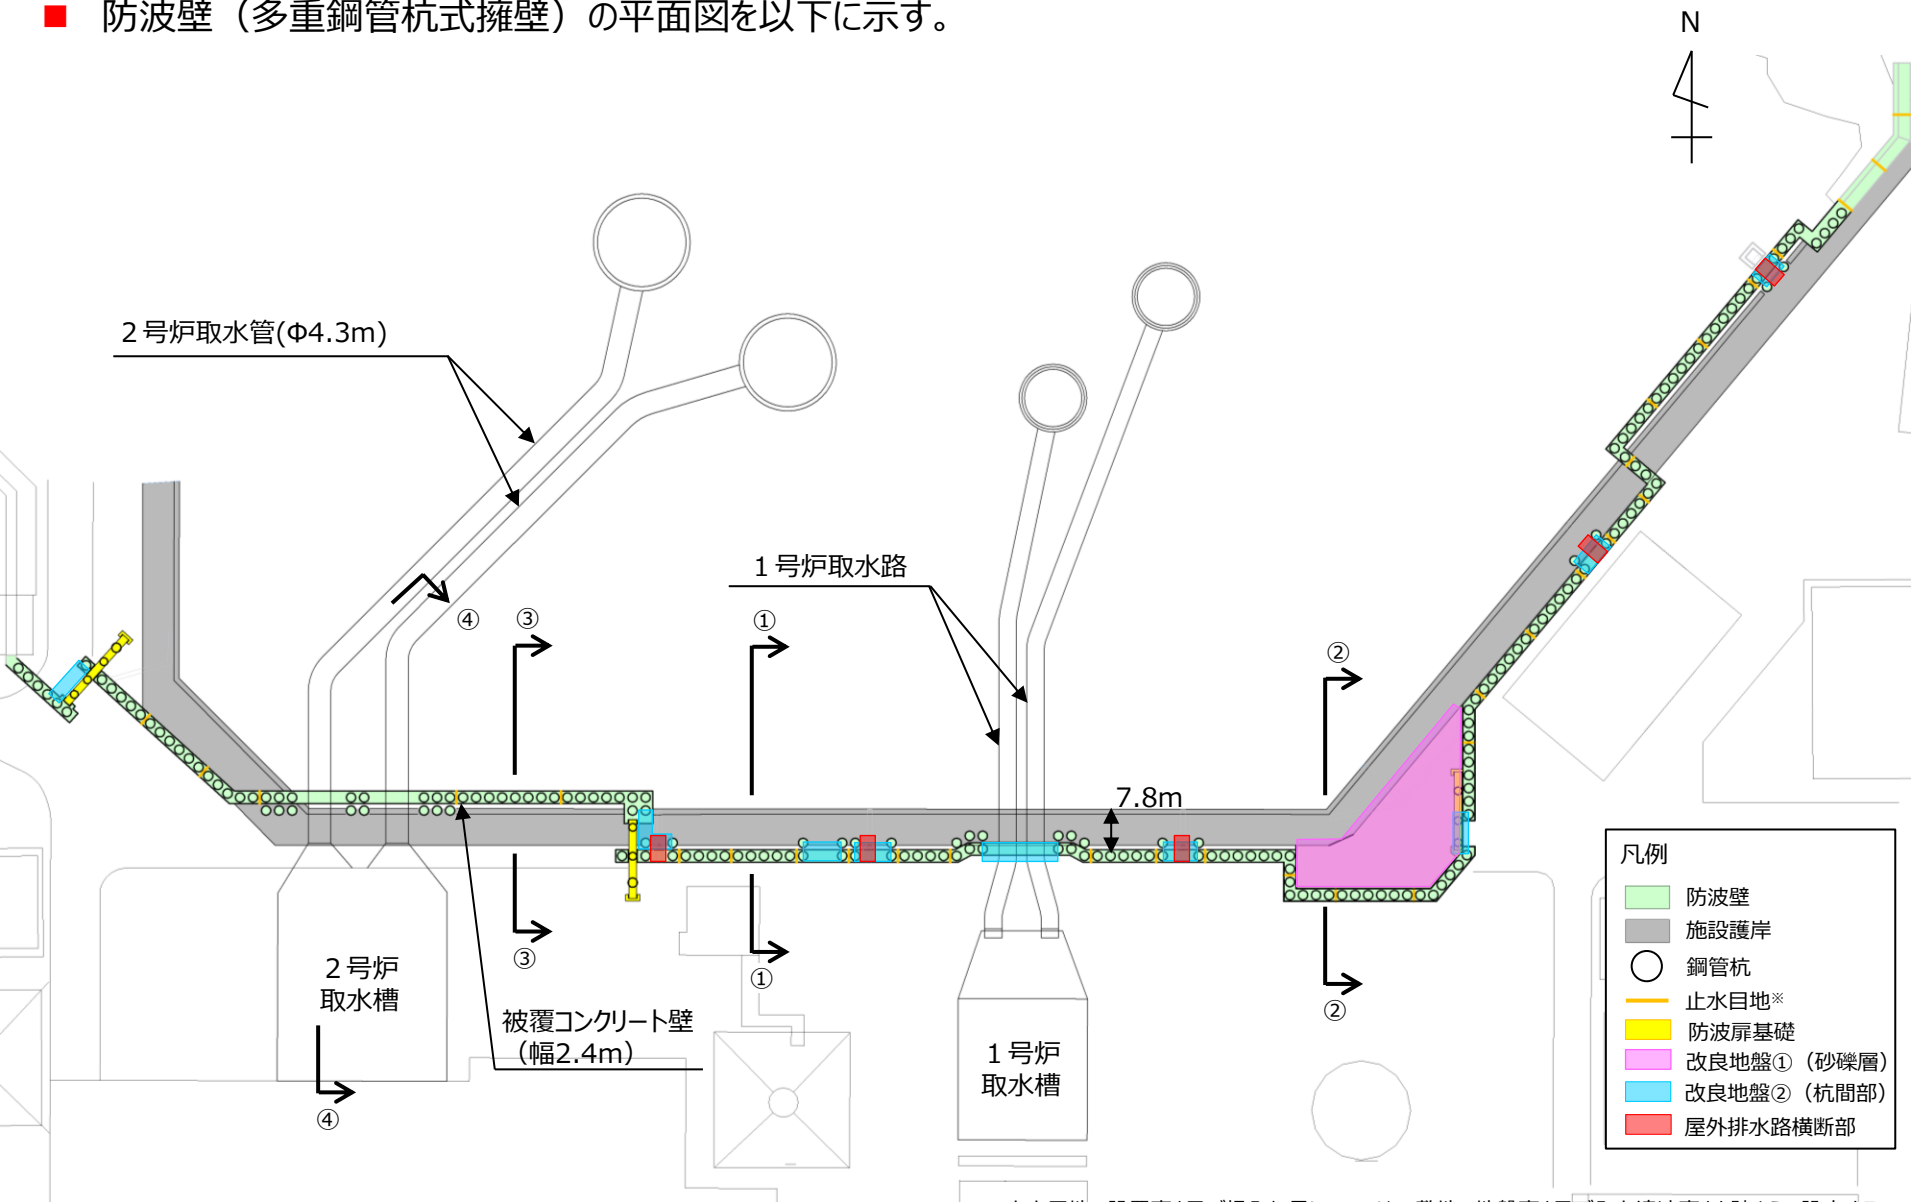 ■ 防波壁（多重鋼管杭式擁壁）の平面図を以下に示す。
N
２号炉取水管(Φ4.3m)
１号炉取水路
④
③
①
②
7.8m
２号炉
取水槽
③
①
②
④
被覆コンクリート壁
（幅2.4m）
１号炉
取水槽
凡例
防波壁
施設護岸
鋼管杭
止水目地※
防波扉基礎
改良地盤①（砂礫層）
改良地盤②（杭間部）
屋外排水路横断部